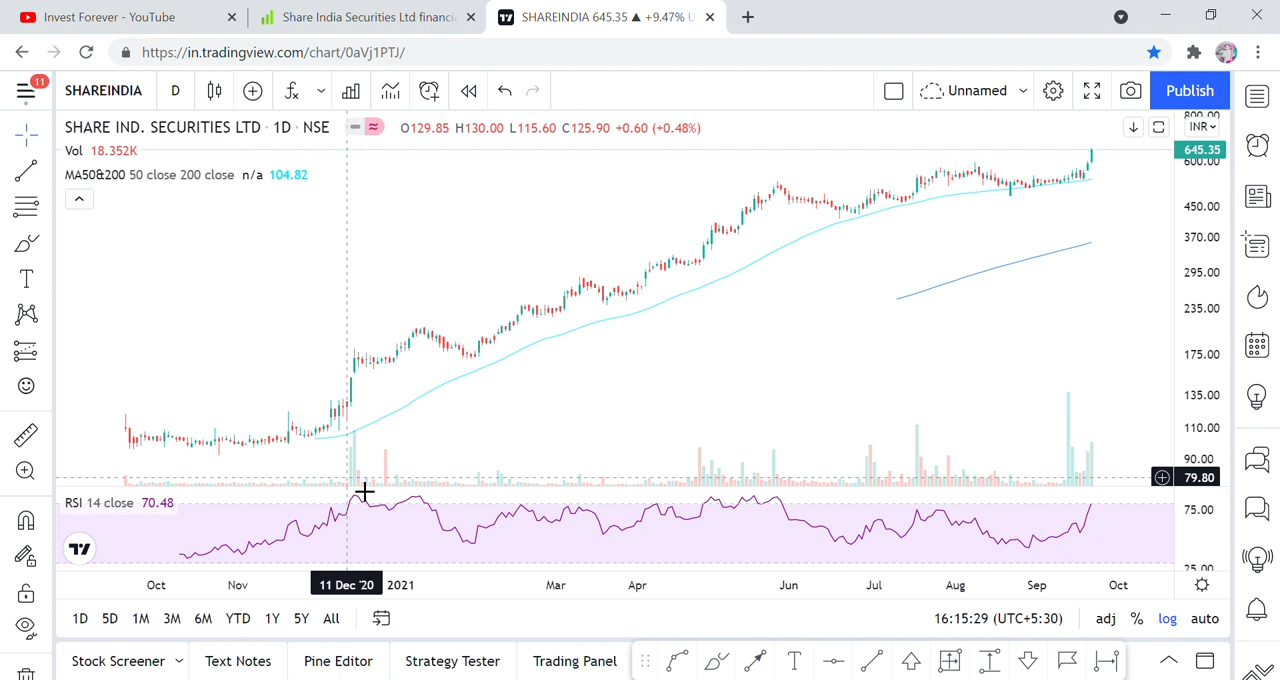 Invest Forever - YouTube
Share India Securities Ltd financia
SHAREINDIA 645.35 ▲ +9.47% U
https://in.tradingview.com/chart/0aVj1PTJ/
11
SHAREINDIA
D
Unnamed
Publish
SHARE IND. SECURITIES LTD · 1D · NSE
O129.85 H130.00 L115.60 C125.90 +0.60 (+0.48%)
Vol 18.352K
MA50&200 50 close 200 close n/a 104.82
800.00
INR
645.35
600.00
450.00
370.00
295.00
235.00
175.00
135.00
110.00
90.00
79.80
RSI 14 close 70.48
75.00
25.00
Oct
Nov
11 Dec '20
2021
Mar
Apr
Jun
Jul
Aug
Sep
Oct
1D 5D 1M 3M 6M YTD 1Y 5Y All
16:15:29 (UTC+5:30)
adj % log auto
Stock Screener
Text Notes
Pine Editor
Strategy Tester
Trading Panel